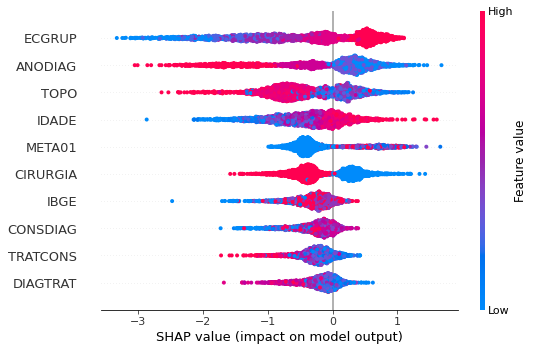 High
ECGRUP
ANODIAG
TOPO
IDADE
META01
CIRURGIA
IBGE
CONSDIAG
TRATCONS
DIAGTRAT
Feature value
Low
−3 −2 −1 0 1
SHAP value (impact on model output)